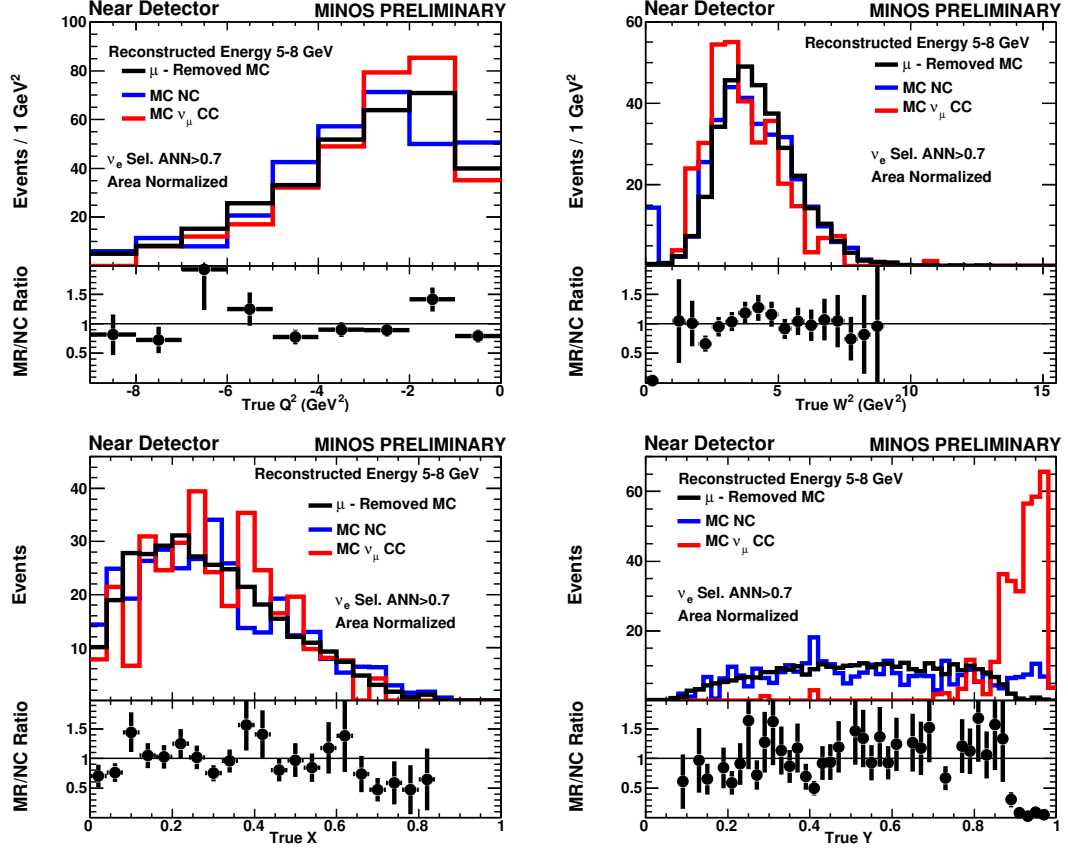 Near Detector MINOS PRELIMINARY
Reconstructed Energy 5-8 GeV
μ - Removed MC
MC NC
MC νμ CC
νe Sel. ANN>0.7
Area Normalized
Events / 1 GeV²
100
80
60
40
20
MR/NC Ratio
1.5
1
0.5
-8 -6 -4 -2 0
True Q² (GeV²)
Near Detector MINOS PRELIMINARY
Reconstructed Energy 5-8 GeV
μ - Removed MC
MC NC
MC νμ CC
νe Sel. ANN>0.7
Area Normalized
Events / 1 GeV²
60
50
40
30
20
10
MR/NC Ratio
1.5
1
0.5
0 5 10 15
True W² (GeV²)
Near Detector MINOS PRELIMINARY
Reconstructed Energy 5-8 GeV
μ - Removed MC
MC NC
MC νμ CC
νe Sel. ANN>0.7
Area Normalized
Events
40
30
20
10
MR/NC Ratio
1.5
1
0.5
0 0.2 0.4 0.6 0.8 1
True X
Near Detector MINOS PRELIMINARY
Reconstructed Energy 5-8 GeV
μ - Removed MC
MC NC
MC νμ CC
νe Sel. ANN>0.7
Area Normalized
Events
60
40
20
MR/NC Ratio
1.5
1
0.5
0 0.2 0.4 0.6 0.8 1
True Y